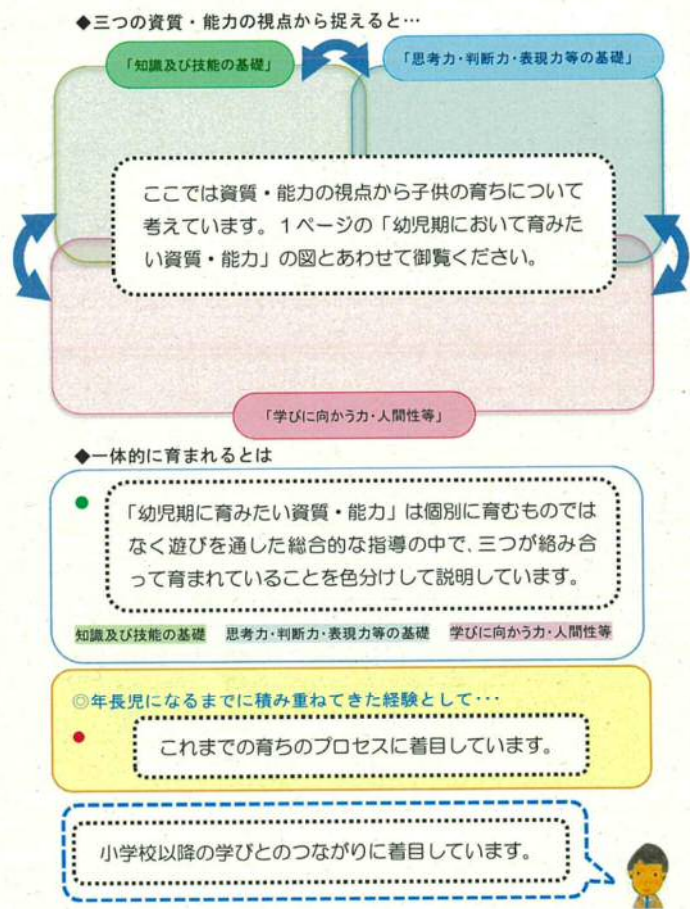 ◆三つの資質・能力の視点から捉えると…
「知識及び技能の基礎」
「思考力・判断力・表現力等の基礎」
ここでは資質・能力の視点から子供の育ちについて
考えています。1ページの「幼児期において育みた
い資質・能力」の図とあわせて御覧ください。
「学びに向かう力・人間性等」
◆一体的に育まれるとは
「幼児期に育みたい資質・能力」は個別に育むものでは
なく遊びを通した総合的な指導の中で、三つが絡み合
って育まれていることを色分けして説明しています。
知識及び技能の基礎 思考力・判断力・表現力等の基礎 学びに向かう力・人間性等
◎年長児になるまでに積み重ねてきた経験として･･･
これまでの育ちのプロセスに着目しています。
小学校以降の学びとのつながりに着目しています。